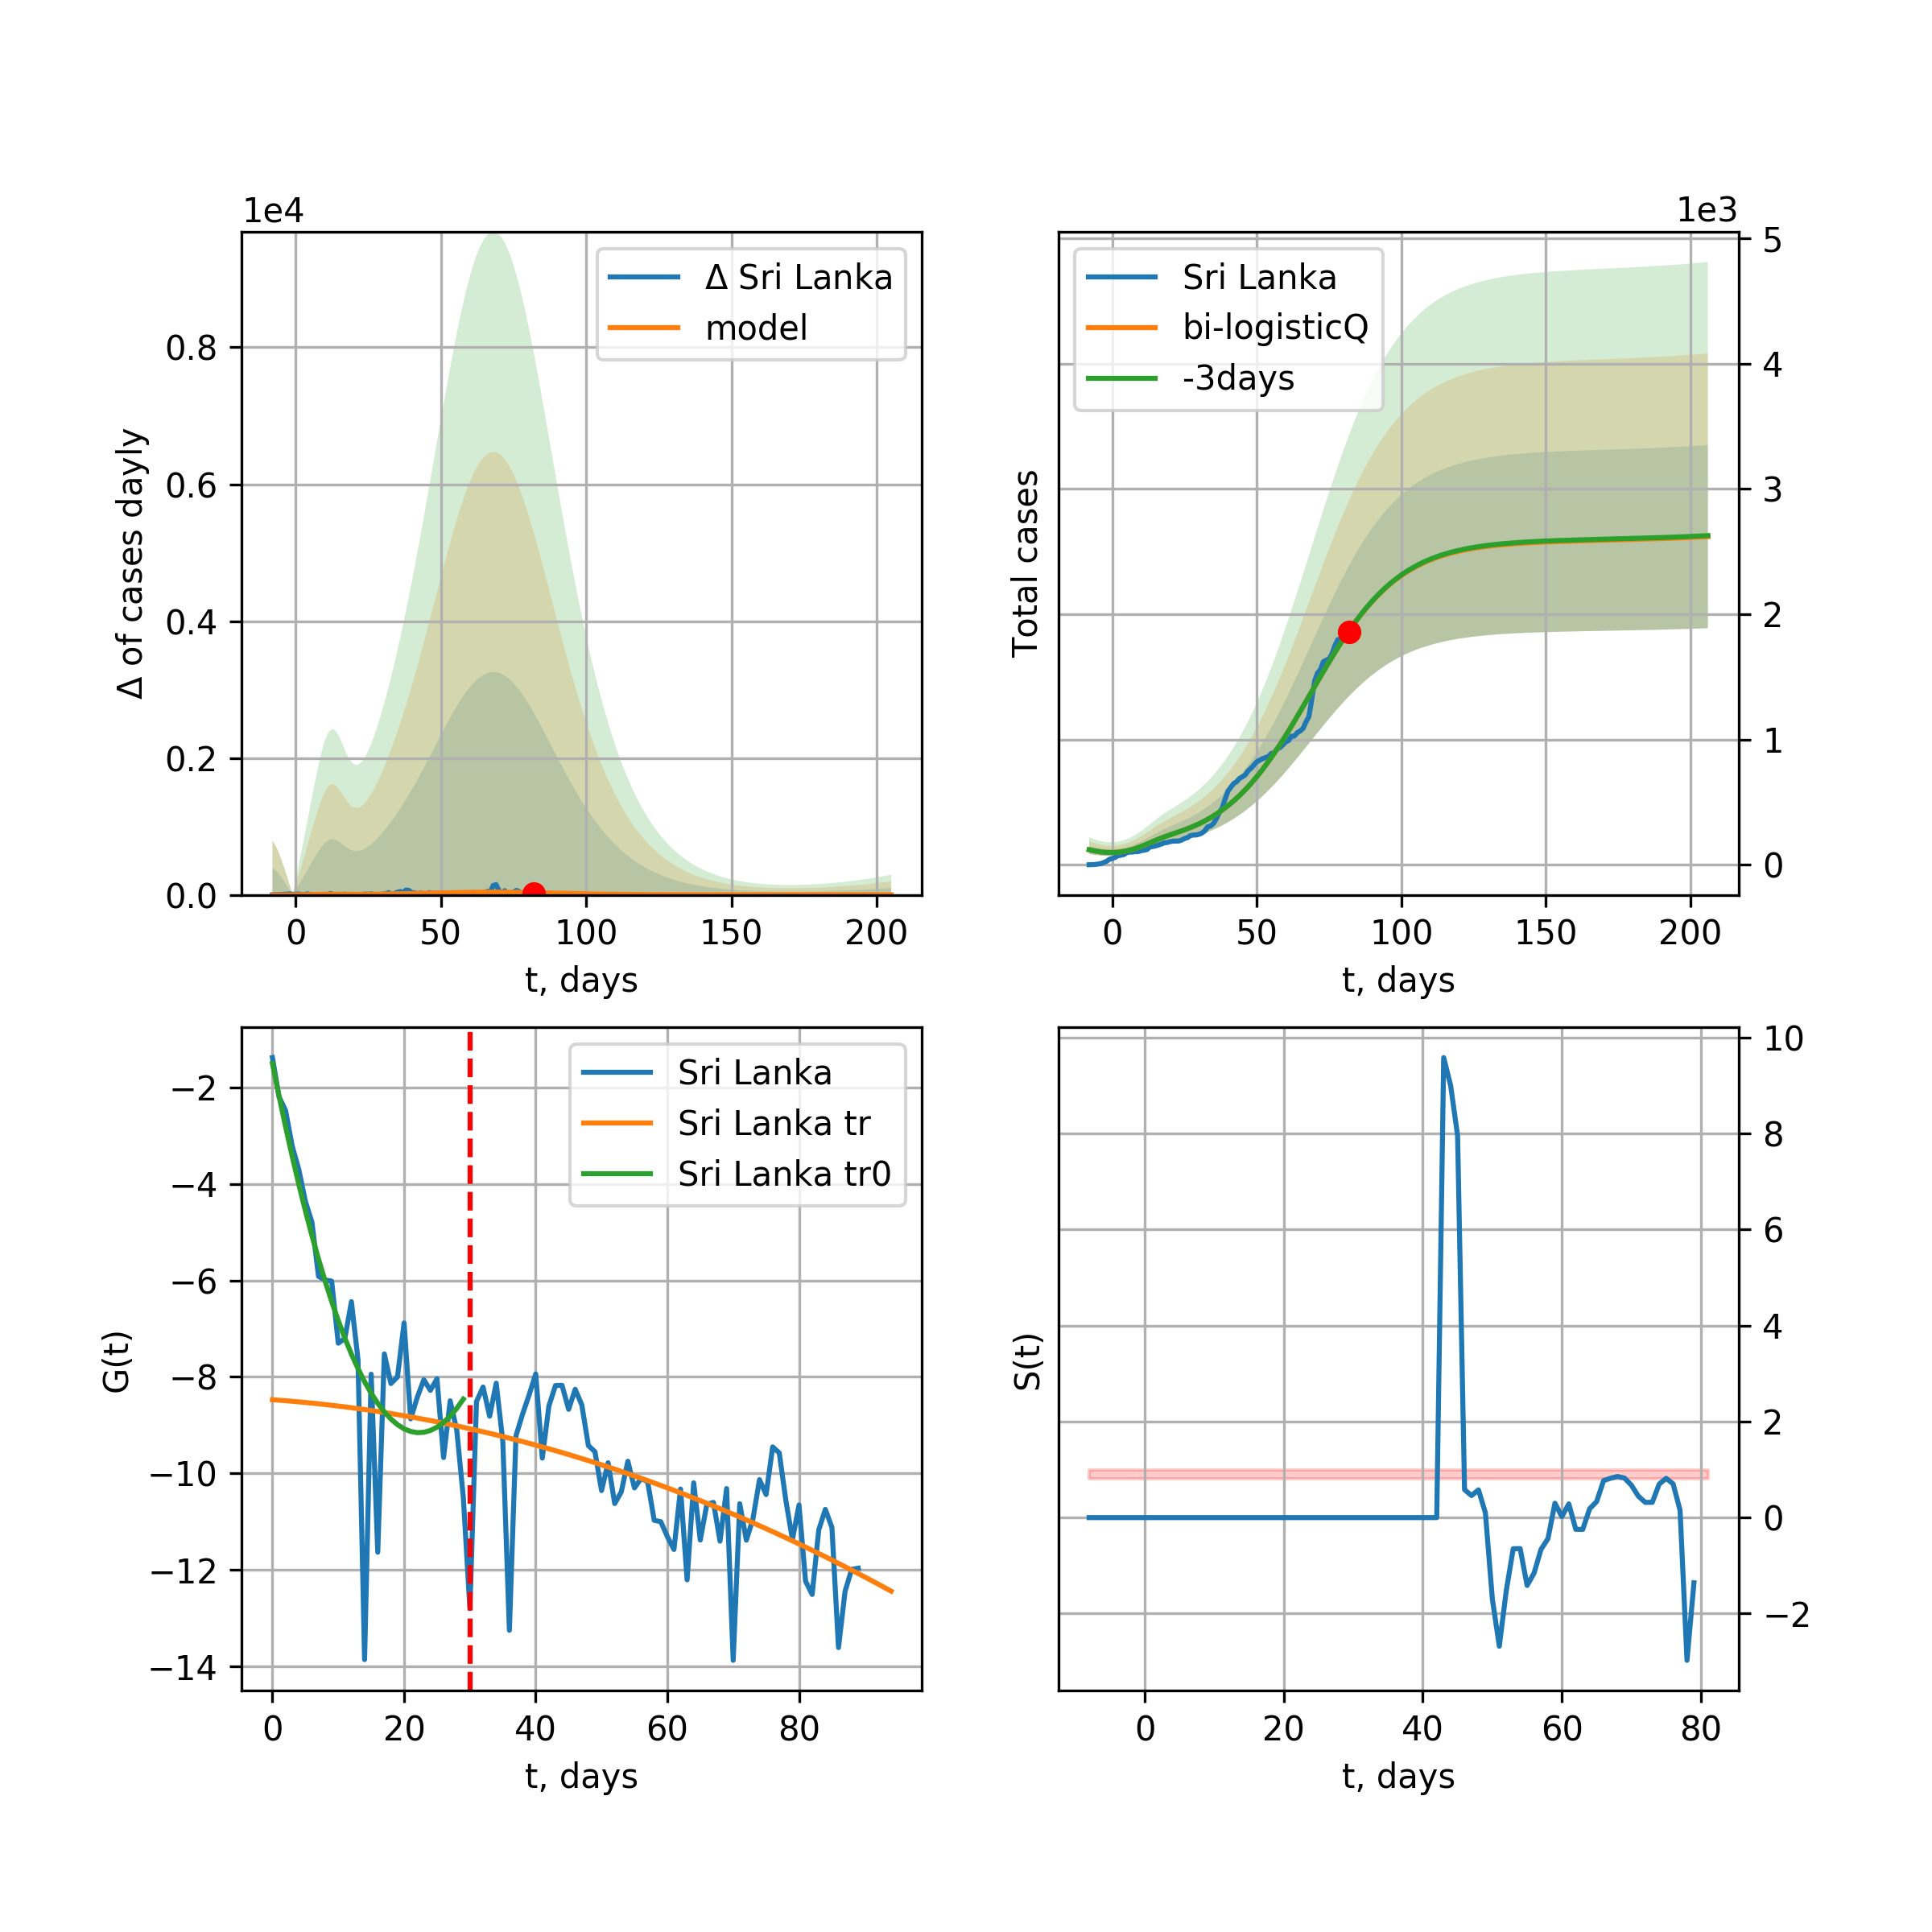 1e4
Δ of cases dayly
0.8
0.6
0.4
0.2
0.0
0 50 100 150 200
t, days
Δ Sri Lanka
model
1e3
Total cases
5
4
3
2
1
0
0 50 100 150 200
t, days
Sri Lanka
bi-logisticQ
-3days
G(t)
−2
−4
−6
−8
−10
−12
−14
0 20 40 60 80
t, days
Sri Lanka
Sri Lanka tr
Sri Lanka tr0
S(t)
10
8
6
4
2
0
−2
0 20 40 60 80
t, days